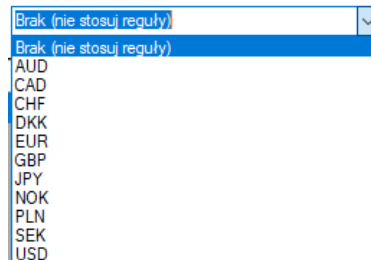 Brak (nie stosuj reguły)
Brak (nie stosuj reguły)
AUD
CAD
CHF
DKK
EUR
GBP
JPY
NOK
PLN
SEK
USD